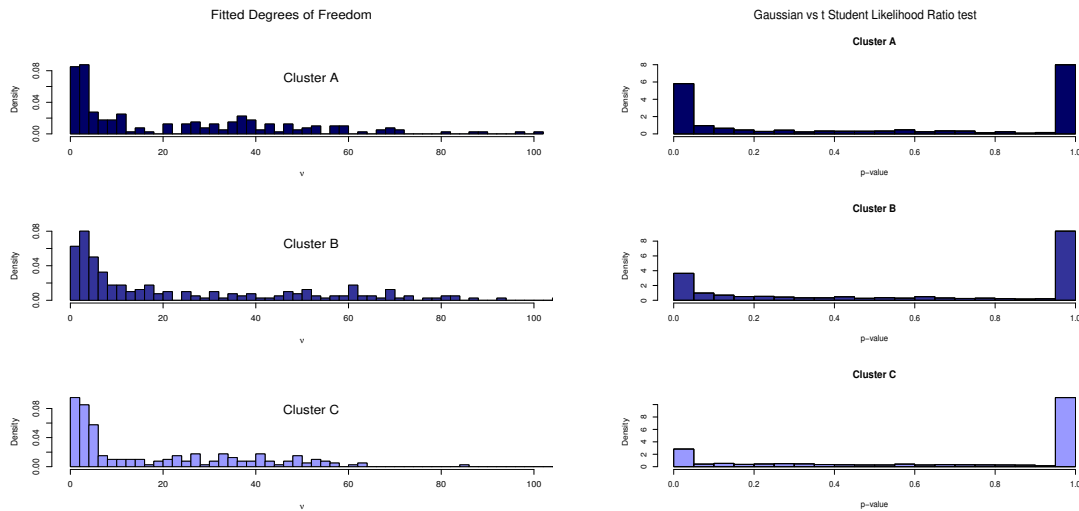 Fitted Degrees of Freedom
Cluster A
Density
0.00
0.04
0.08
0 20 40 60 80 100
ν
Cluster B
Density
0.00
0.04
0.08
0 20 40 60 80 100
ν
Cluster C
Density
0.00
0.04
0.08
0 20 40 60 80 100
ν
Gaussian vs t Student Likelihood Ratio test
Cluster A
Density
0 2 4 6 8
0.0 0.2 0.4 0.6 0.8 1.0
p−value
Cluster B
Density
0 2 4 6 8
0.0 0.2 0.4 0.6 0.8 1.0
p−value
Cluster C
Density
0 2 4 6 8
0.0 0.2 0.4 0.6 0.8 1.0
p−value